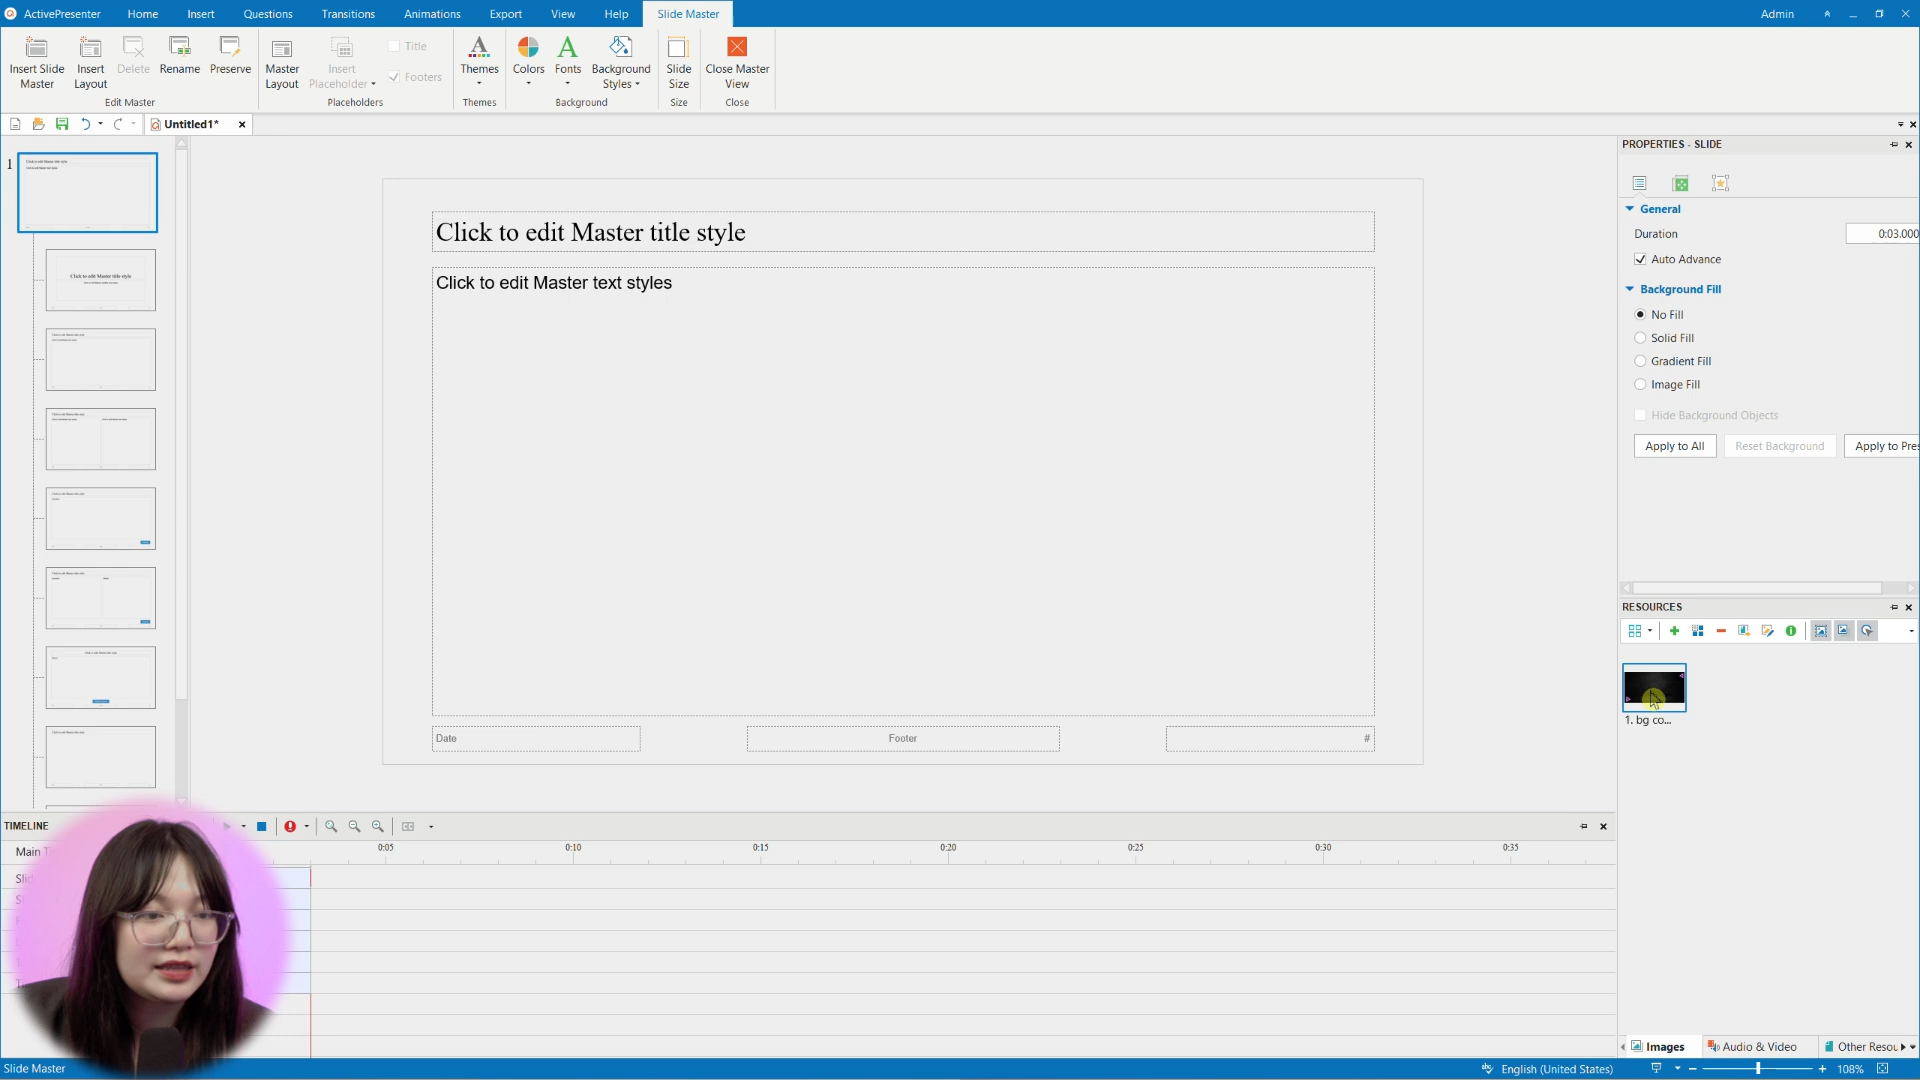 ActivePresenter Home Insert Questions Transitions Animations Export View Help Slide Master Admin
Insert Slide Master
Insert Layout
Delete
Rename
Preserve
Edit Master
Master Layout
Insert Placeholder
Title
Footers
Placeholders
Themes
Themes
Colors
Fonts
Background Styles
Background
Slide Size
Size
Close Master View
Close
Untitled1*
1
Click to edit Master title style
Click to edit Master text styles
Date
Footer
#
PROPERTIES - SLIDE
General
Duration 0:03.000
Auto Advance
Background Fill
No Fill
Solid Fill
Gradient Fill
Image Fill
Hide Background Objects
Apply to All Reset Background Apply to Pres
RESOURCES
1. bg co...
Images Audio & Video Other Resou
TIMELINE
Main
0:05 0:10 0:15 0:20 0:25 0:30 0:35
Slide Master
English (United States) 108%